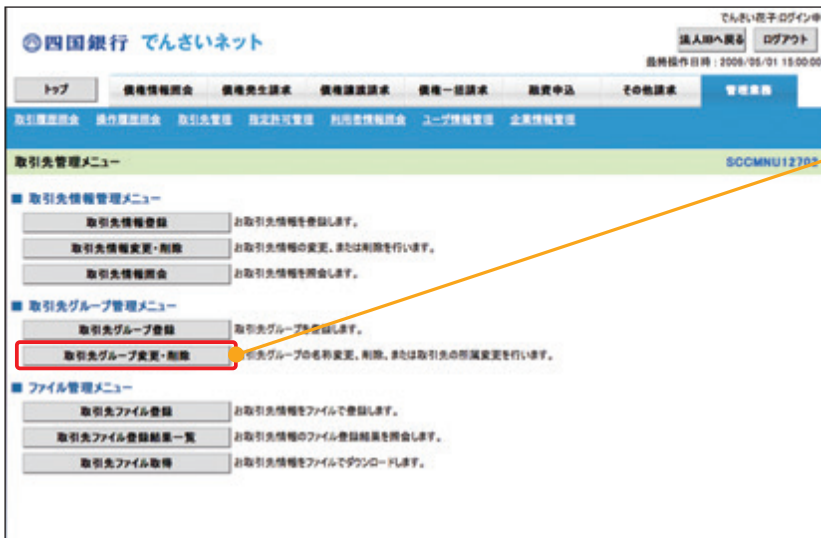 でんさい花子:ログイン中
四国銀行 でんさいネット
法人IBへ戻る ログアウト
最終操作日時：2008/05/01 15:00:00
トップ 債権情報照会 債権発生請求 債権譲渡請求 債権一括請求 融資申込 その他請求 管理業務
取引履歴照会 操作履歴照会 取引先管理 指定許可管理 利用者情報照会 ユーザ情報管理 企業情報管理
取引先管理メニュー SCCMNU12703
■ 取引先情報管理メニュー
取引先情報登録 お取引先情報を登録します。
取引先情報変更・削除 お取引先情報の変更、または削除を行います。
取引先情報照会 お取引先情報を照会します。
■ 取引先グループ管理メニュー
取引先グループ登録 取引先グループを登録します。
取引先グループ変更・削除 取引先グループの名称変更、削除、または取引先の所属変更を行います。
■ ファイル管理メニュー
取引先ファイル登録 お取引先情報をファイルで登録します。
取引先ファイル登録結果一覧 お取引先情報のファイル登録結果を照会します。
取引先ファイル取得 お取引先情報をファイルでダウンロードします。